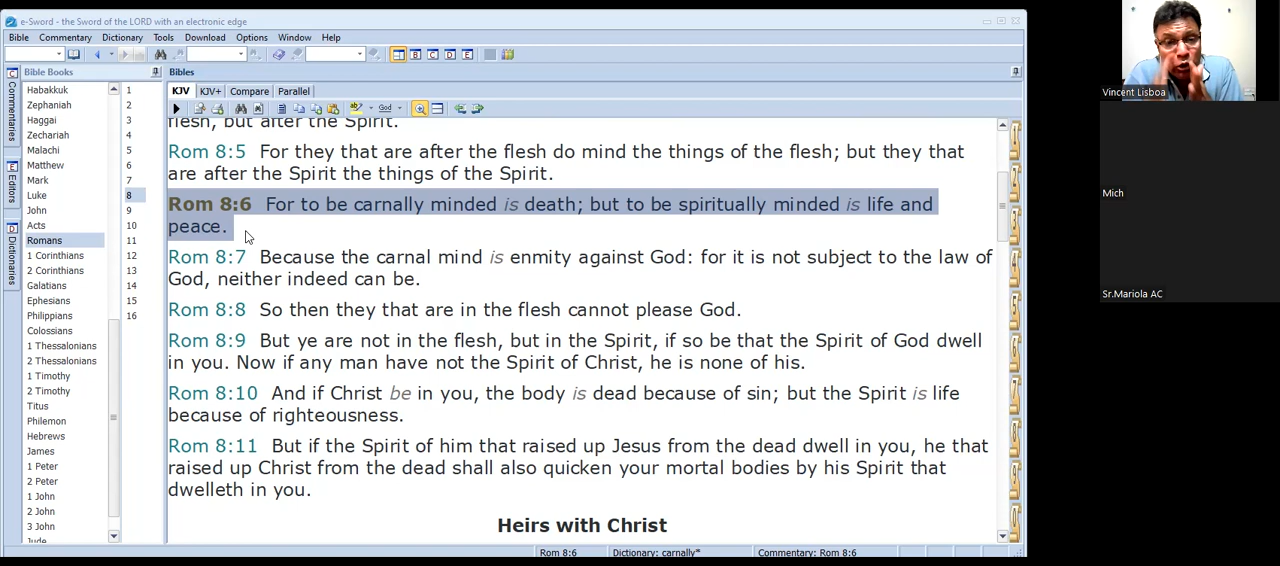 e-Sword - the Sword of the LORD with an electronic edge
Bible Commentary Dictionary Tools Download Options Window Help
B C D E
Bible Books
Bibles
KJV KJV+ Compare Parallel
God
Commentaries
Editors
Dictionaries
Habakkuk
Zephaniah
Haggai
Zechariah
Malachi
Matthew
Mark
Luke
John
Acts
Romans
1 Corinthians
2 Corinthians
Galatians
Ephesians
Philippians
Colossians
1 Thessalonians
2 Thessalonians
1 Timothy
2 Timothy
Titus
Philemon
Hebrews
James
1 Peter
2 Peter
1 John
2 John
3 John
Jude
1
2
3
4
5
6
7
8
9
10
11
12
13
14
15
16
flesh, but after the Spirit.
Rom 8:5 For they that are after the flesh do mind the things of the flesh; but they that
are after the Spirit the things of the Spirit.
Rom 8:6 For to be carnally minded is death; but to be spiritually minded is life and
peace.
Rom 8:7 Because the carnal mind is enmity against God: for it is not subject to the law of
God, neither indeed can be.
Rom 8:8 So then they that are in the flesh cannot please God.
Rom 8:9 But ye are not in the flesh, but in the Spirit, if so be that the Spirit of God dwell
in you. Now if any man have not the Spirit of Christ, he is none of his.
Rom 8:10 And if Christ be in you, the body is dead because of sin; but the Spirit is life
because of righteousness.
Rom 8:11 But if the Spirit of him that raised up Jesus from the dead dwell in you, he that
raised up Christ from the dead shall also quicken your mortal bodies by his Spirit that
dwelleth in you.
Heirs with Christ
Rom 8:6 Dictionary: carnally* Commentary: Rom 8:6
Vincent Lisboa
Mich
Sr.Mariola AC